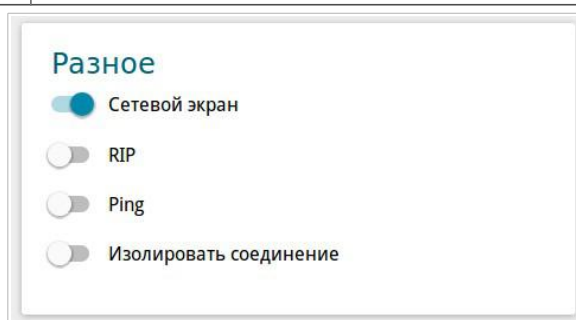 Разное
Сетевой экран
RIP
Ping
Изолировать соединение